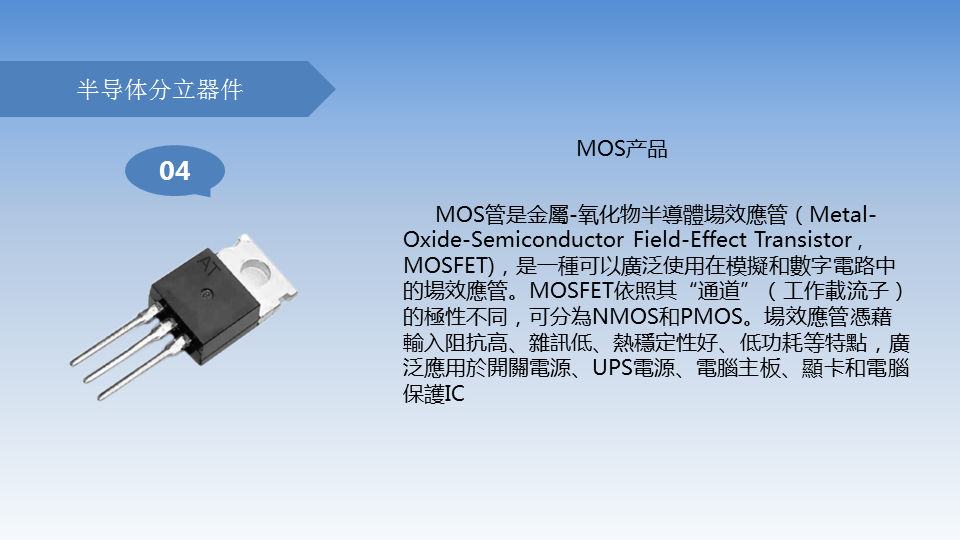 半导体分立器件
04
MOS产品
MOS管是金屬-氧化物半導體場效應管（Metal-
Oxide-Semiconductor Field-Effect Transistor ,
MOSFET)，是一種可以廣泛使用在模擬和數字電路中
的場效應管。MOSFET依照其“通道”（工作載流子）
的極性不同，可分為NMOS和PMOS。場效應管憑藉
輸入阻抗高、雜訊低、熱穩定性好、低功耗等特點，廣
泛應用於開關電源、UPS電源、電腦主板、顯卡和電腦
保護IC
AT